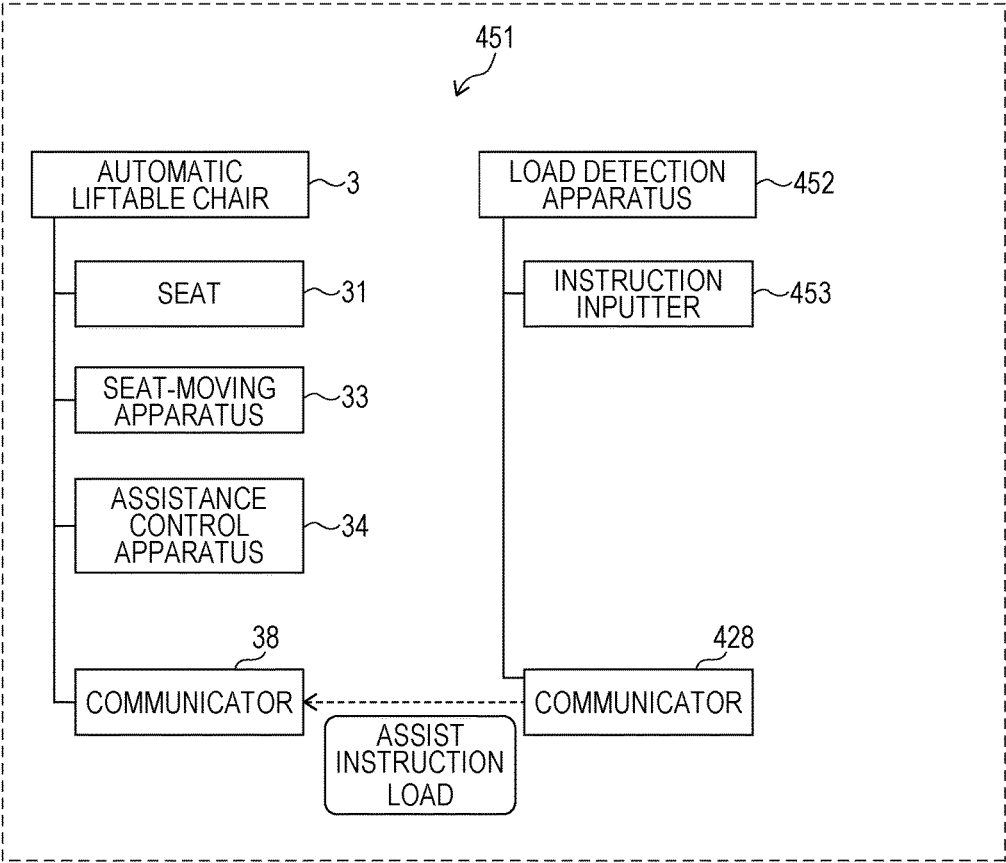 451
AUTOMATIC
LIFTABLE CHAIR
3
SEAT
31
SEAT-MOVING
APPARATUS
33
ASSISTANCE
CONTROL
APPARATUS
34
38
COMMUNICATOR
LOAD DETECTION
APPARATUS
452
INSTRUCTION
INPUTTER
453
428
COMMUNICATOR
ASSIST
INSTRUCTION
LOAD